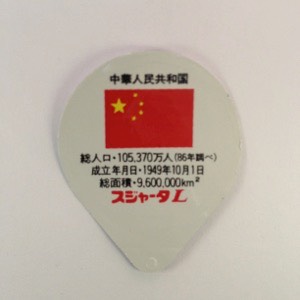 中華人民共和国
総人口・105,370万人(86年調べ)
成立年月日・1949年10月1日
総面積・9,600,000km²
スジャータL